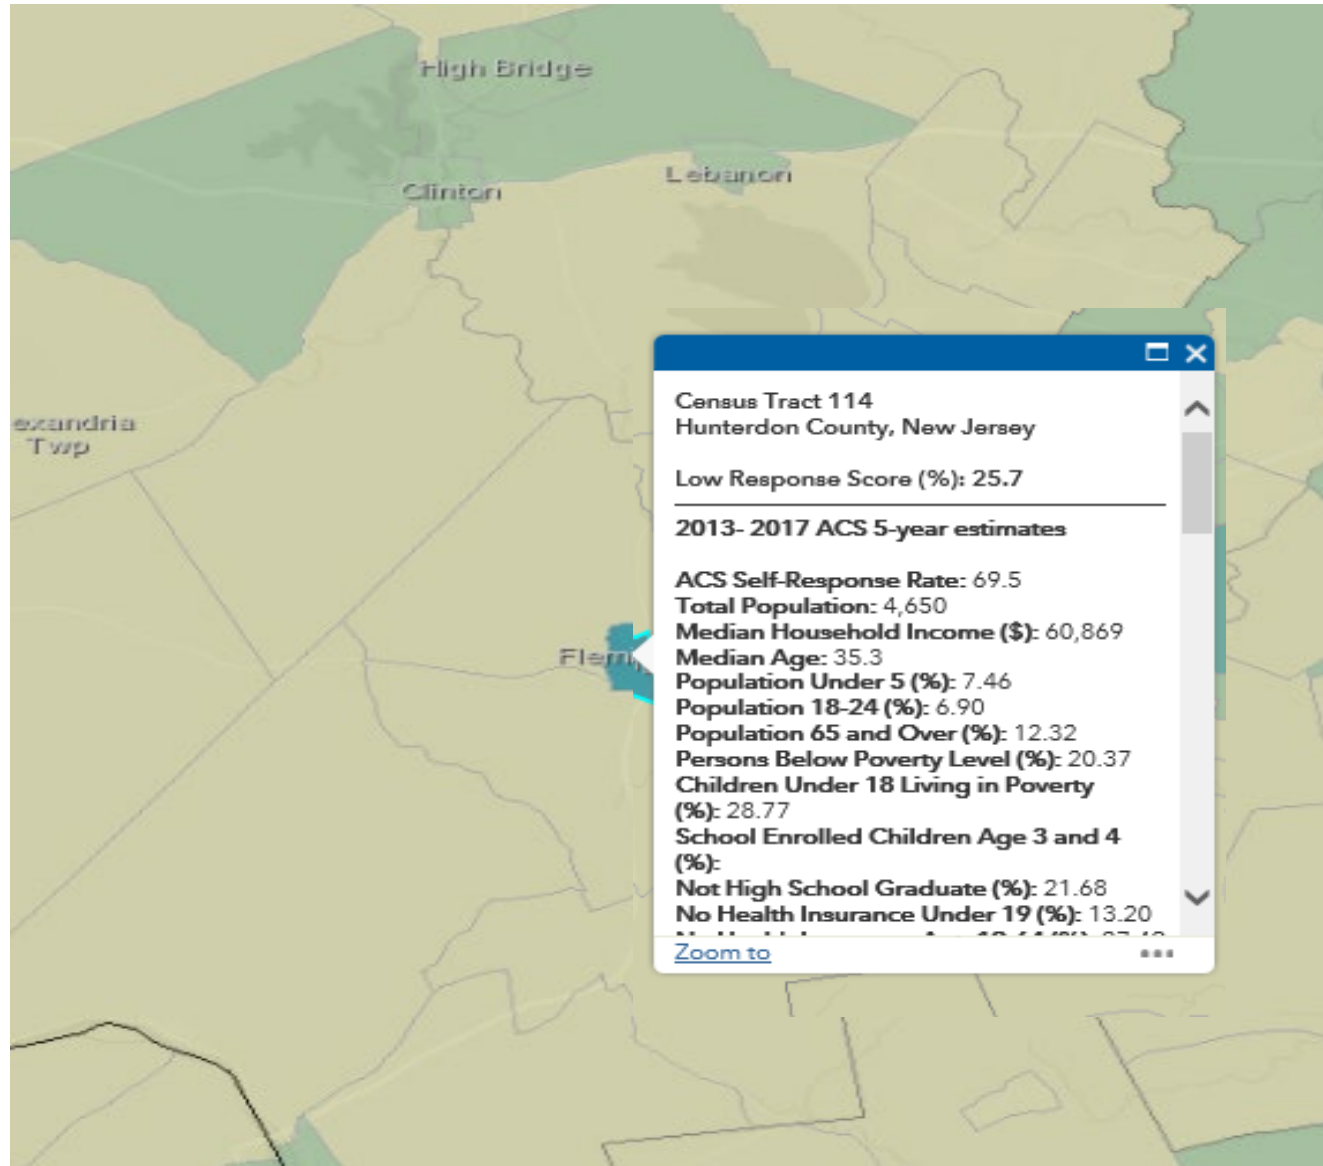 High Bridge
Lebanon
Clinton
exandria
Twp
Flem
Census Tract 114
Hunterdon County, New Jersey
Low Response Score (%): 25.7
2013- 2017 ACS 5-year estimates
ACS Self-Response Rate: 69.5
Total Population: 4,650
Median Household Income ($): 60,869
Median Age: 35.3
Population Under 5 (%): 7.46
Population 18-24 (%): 6.90
Population 65 and Over (%): 12.32
Persons Below Poverty Level (%): 20.37
Children Under 18 Living in Poverty
(%): 28.77
School Enrolled Children Age 3 and 4
(%):
Not High School Graduate (%): 21.68
No Health Insurance Under 19 (%): 13.20
Zoom to